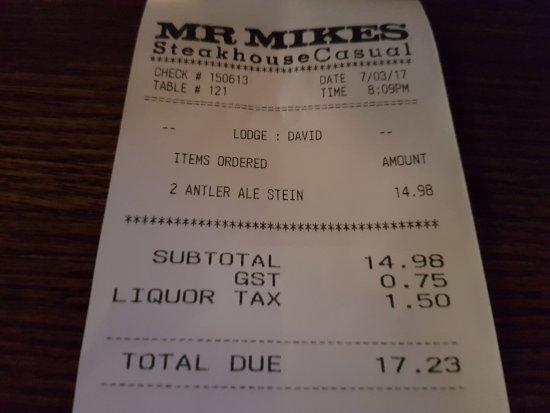 MR MIKES
SteakhouseCasual
****************************************
CHECK # 150613 DATE 7/03/17
TABLE # 121 TIME 8:09PM
========================================
-- LODGE : DAVID --
ITEMS ORDERED AMOUNT
2 ANTLER ALE STEIN 14.98
****************************************
SUBTOTAL 14.98
GST 0.75
LIQUOR TAX 1.50
----------------------------------------
TOTAL DUE 17.23
----------------------------------------